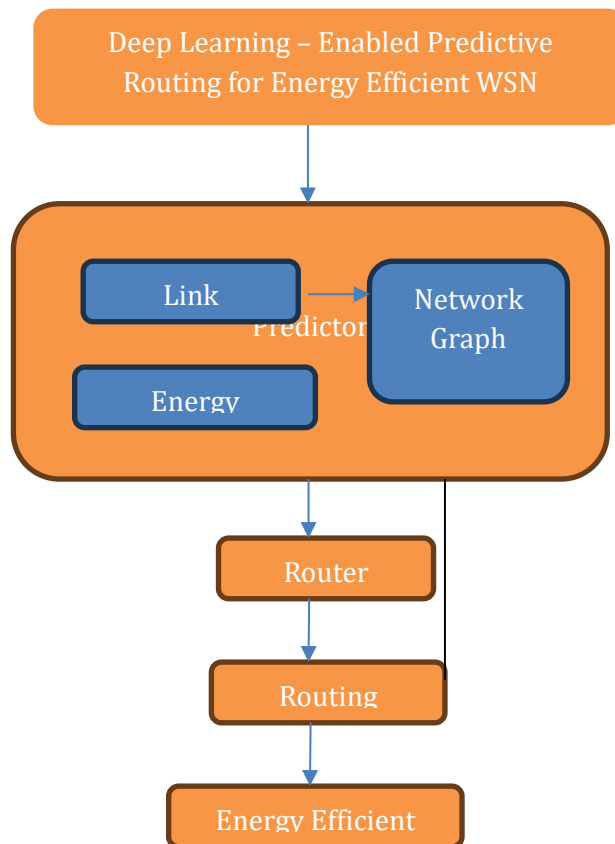 Deep Learning – Enabled Predictive
Routing for Energy Efficient WSN
Link
Predictor
Network
Graph
Energy
Router
Routing
Energy Efficient